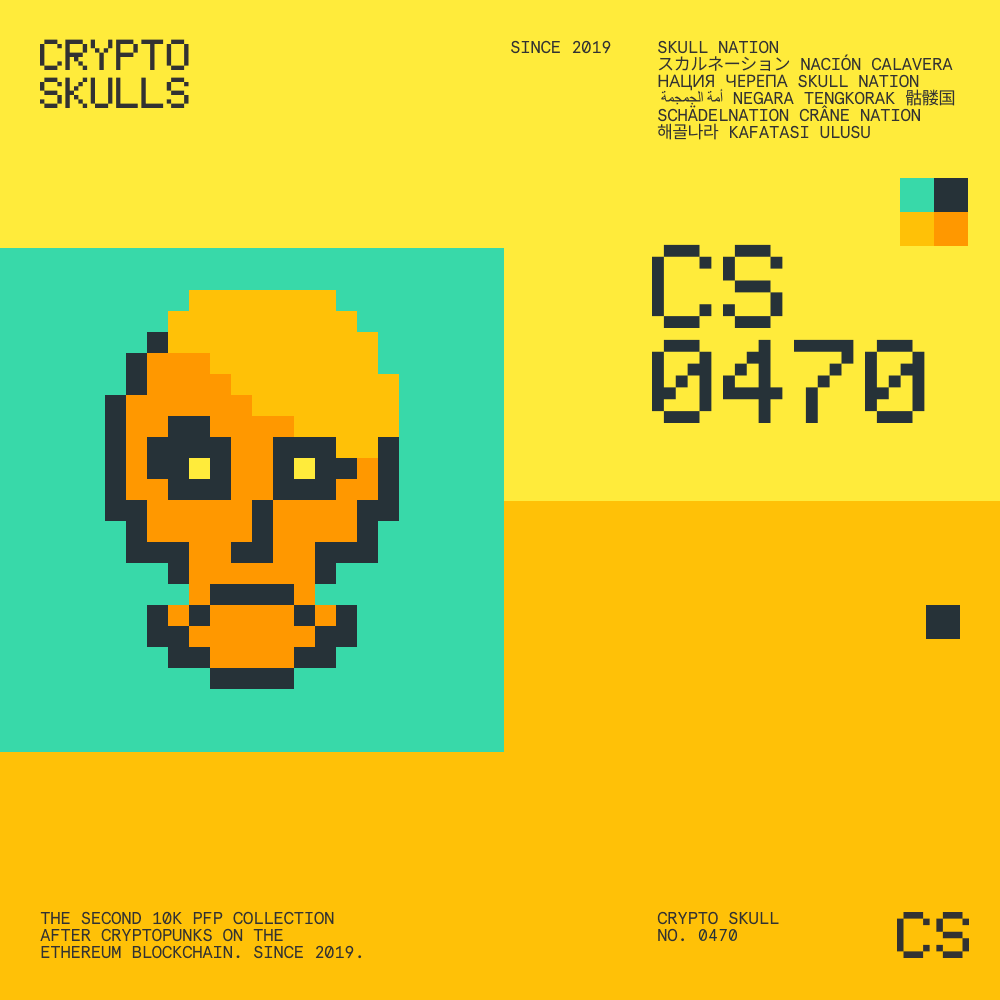 CRYPTO
SKULLS
SINCE 2019
SKULL NATION
スカルネーション NACIÓN CALAVERA
НАЦИЯ ЧЕРЕПА SKULL NATION
أمة الجمجمة NEGARA TENGKORAK 骷髅国
SCHÄDELNATION CRÂNE NATION
해골나라 KAFATASI ULUSU
CS
0470
THE SECOND 10K PFP COLLECTION
AFTER CRYPTOPUNKS ON THE
ETHEREUM BLOCKCHAIN. SINCE 2019.
CRYPTO SKULL
NO. 0470
CS